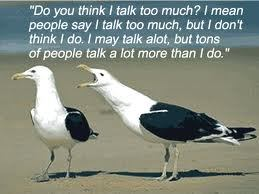 "Do you think I talk too much? I mean
people say I talk too much, but I don't
think I do. I may talk alot, but tons
of people talk a lot more than I do."